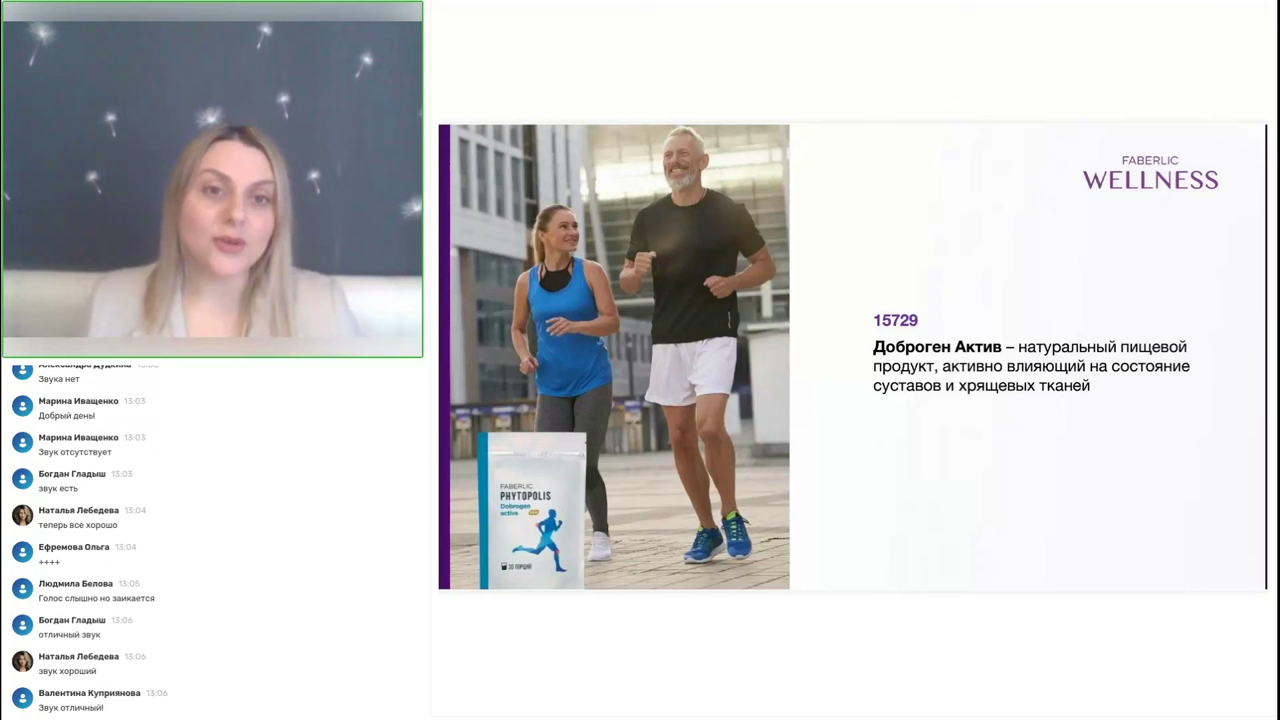 Александра Дудкина 13:03
Звука нет
Марина Иващенко 13:03
Добрый день!
Марина Иващенко 13:03
Звук отсутствует
Богдан Гладыш 13:03
звук есть
Наталья Лебедева 13:04
теперь все хорошо
Ефремова Ольга 13:04
++++
Людмила Белова 13:05
Голос слышно но заикается
Богдан Гладыш 13:06
отличный звук
Наталья Лебедева 13:06
звук хороший
Валентина Куприянова 13:06
Звук отличный!
FABERLIC
PHYTOPOLIS
Dobrogen
active
30 ПОРЦИЙ
FABERLIC
WELLNESS
15729
Доброген Актив – натуральный пищевой
продукт, активно влияющий на состояние
суставов и хрящевых тканей